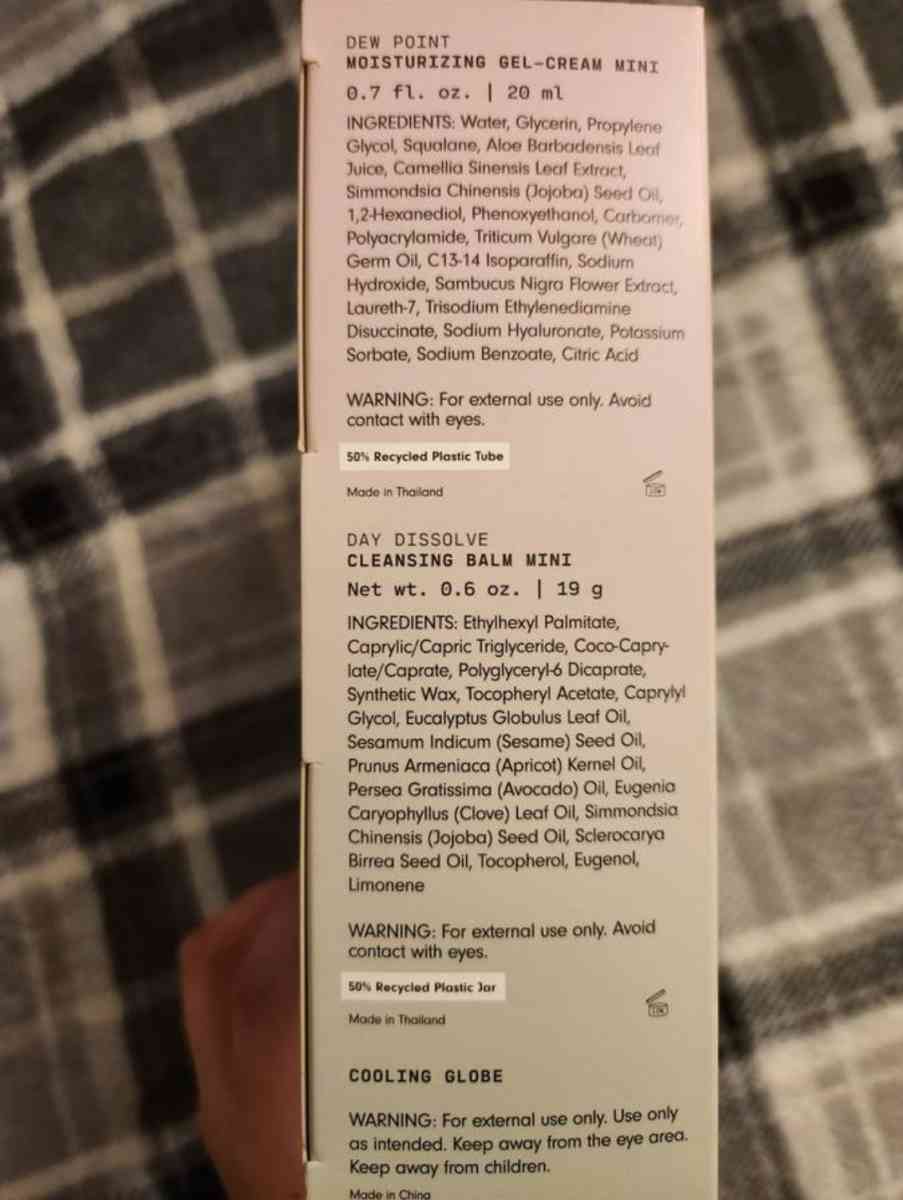 DEW POINT
MOISTURIZING GEL-CREAM MINI
0.7 fl. oz. | 20 ml
INGREDIENTS: Water, Glycerin, Propylene
Glycol, Squalane, Aloe Barbadensis Leaf
Juice, Camellia Sinensis Leaf Extract,
Simmondsia Chinensis (Jojoba) Seed Oil,
1,2-Hexanediol, Phenoxyethanol, Carbomer,
Polyacrylamide, Triticum Vulgare (Wheat)
Germ Oil, C13-14 Isoparaffin, Sodium
Hydroxide, Sambucus Nigra Flower Extract,
Laureth-7, Trisodium Ethylenediamine
Disuccinate, Sodium Hyaluronate, Potassium
Sorbate, Sodium Benzoate, Citric Acid
WARNING: For external use only. Avoid
contact with eyes.
50% Recycled Plastic Tube
Made in Thailand
DAY DISSOLVE
CLEANSING BALM MINI
Net wt. 0.6 oz. | 19 g
INGREDIENTS: Ethylhexyl Palmitate,
Caprylic/Capric Triglyceride, Coco-Capry-
late/Caprate, Polyglyceryl-6 Dicaprate,
Synthetic Wax, Tocopheryl Acetate, Caprylyl
Glycol, Eucalyptus Globulus Leaf Oil,
Sesamum Indicum (Sesame) Seed Oil,
Prunus Armeniaca (Apricot) Kernel Oil,
Persea Gratissima (Avocado) Oil, Eugenia
Caryophyllus (Clove) Leaf Oil, Simmondsia
Chinensis (Jojoba) Seed Oil, Sclerocarya
Birrea Seed Oil, Tocopherol, Eugenol,
Limonene
WARNING: For external use only. Avoid
contact with eyes.
50% Recycled Plastic Jar
Made in Thailand
COOLING GLOBE
WARNING: For external use only. Use only
as intended. Keep away from the eye area.
Keep away from children.
Made in China